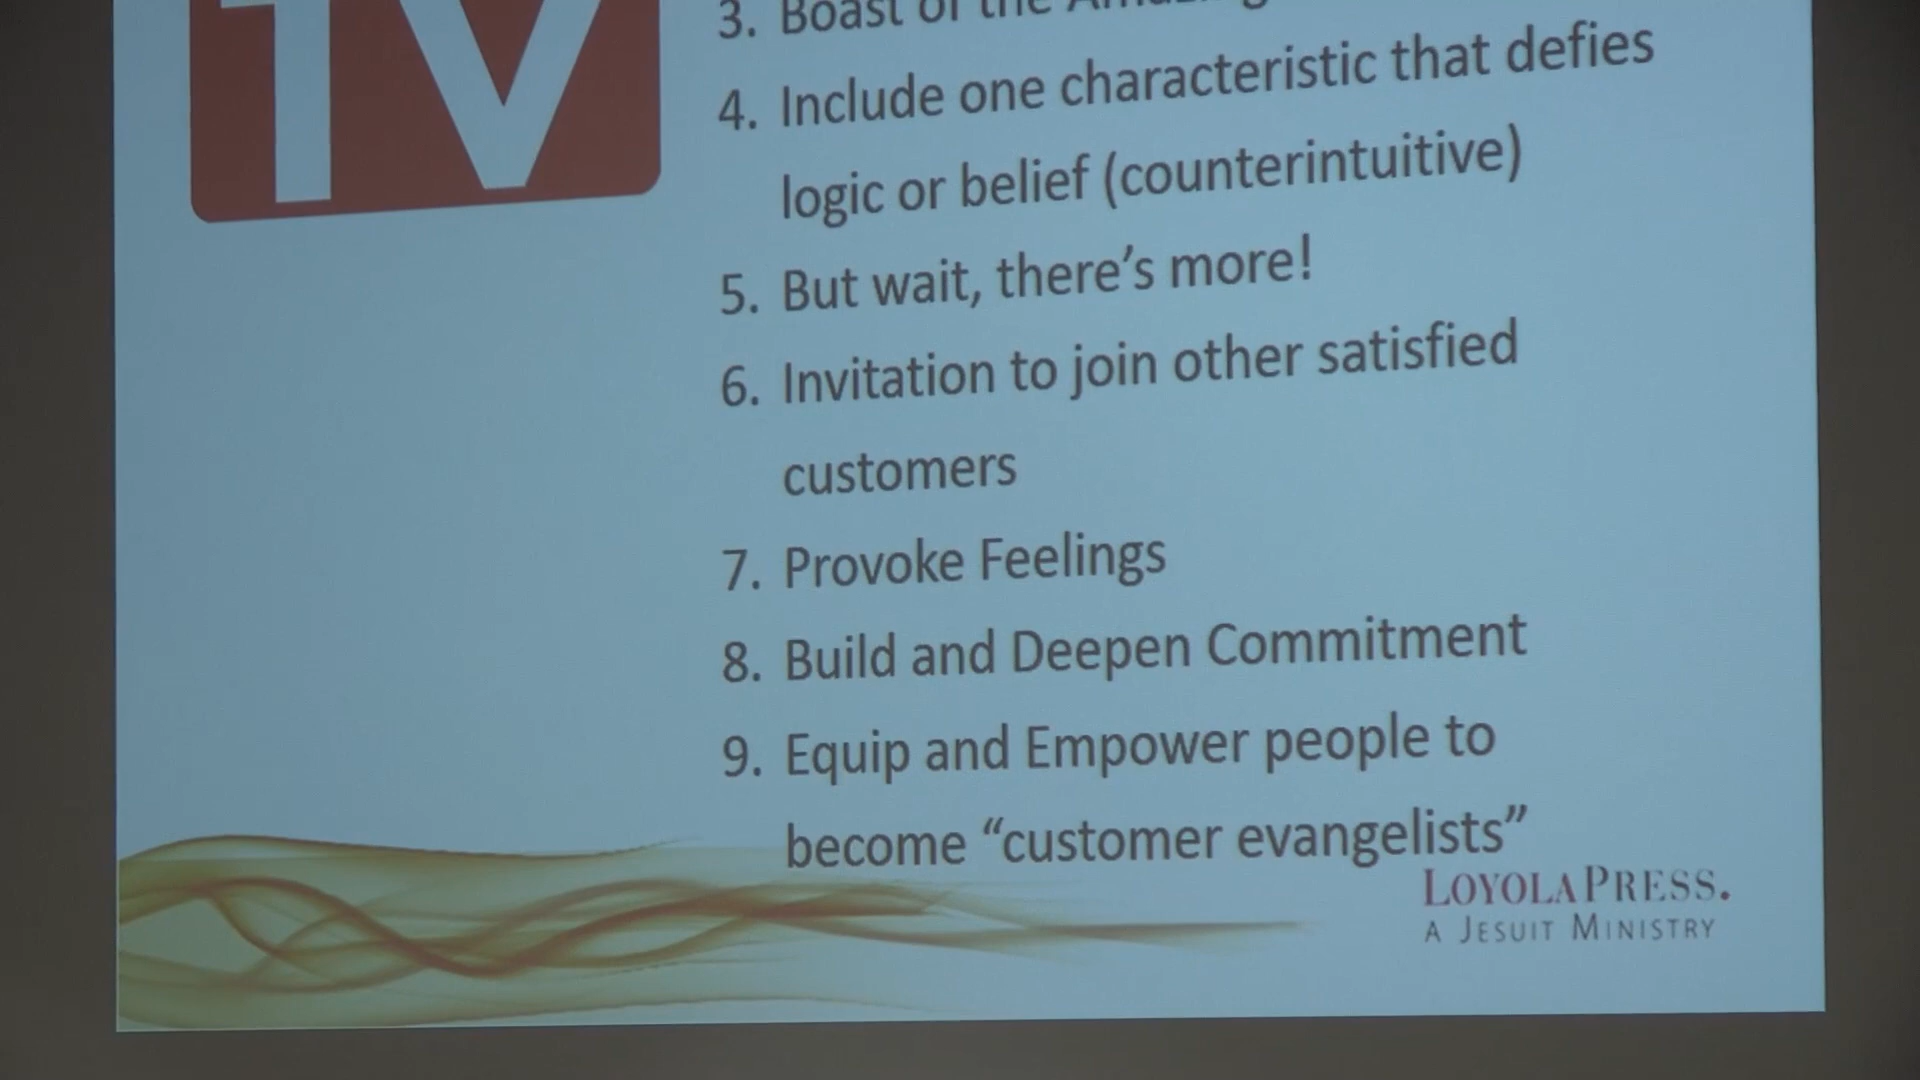 TV
3. Boast of the
4. Include one characteristic that defies
logic or belief (counterintuitive)
5. But wait, there’s more!
6. Invitation to join other satisfied
customers
7. Provoke Feelings
8. Build and Deepen Commitment
9. Equip and Empower people to
become “customer evangelists”
LOYOLAPRESS.
A JESUIT MINISTRY